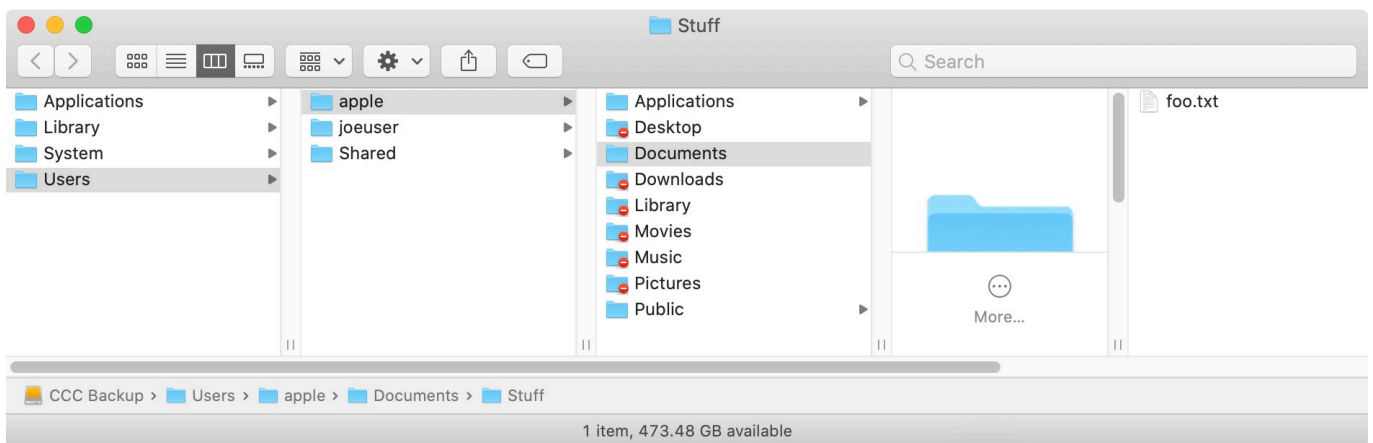 Stuff
Search
Applications
Library
System
Users
apple
joeuser
Shared
Applications
Desktop
Documents
Downloads
Library
Movies
Music
Pictures
Public
More...
foo.txt
CCC Backup › Users › apple › Documents › Stuff
1 item, 473.48 GB available